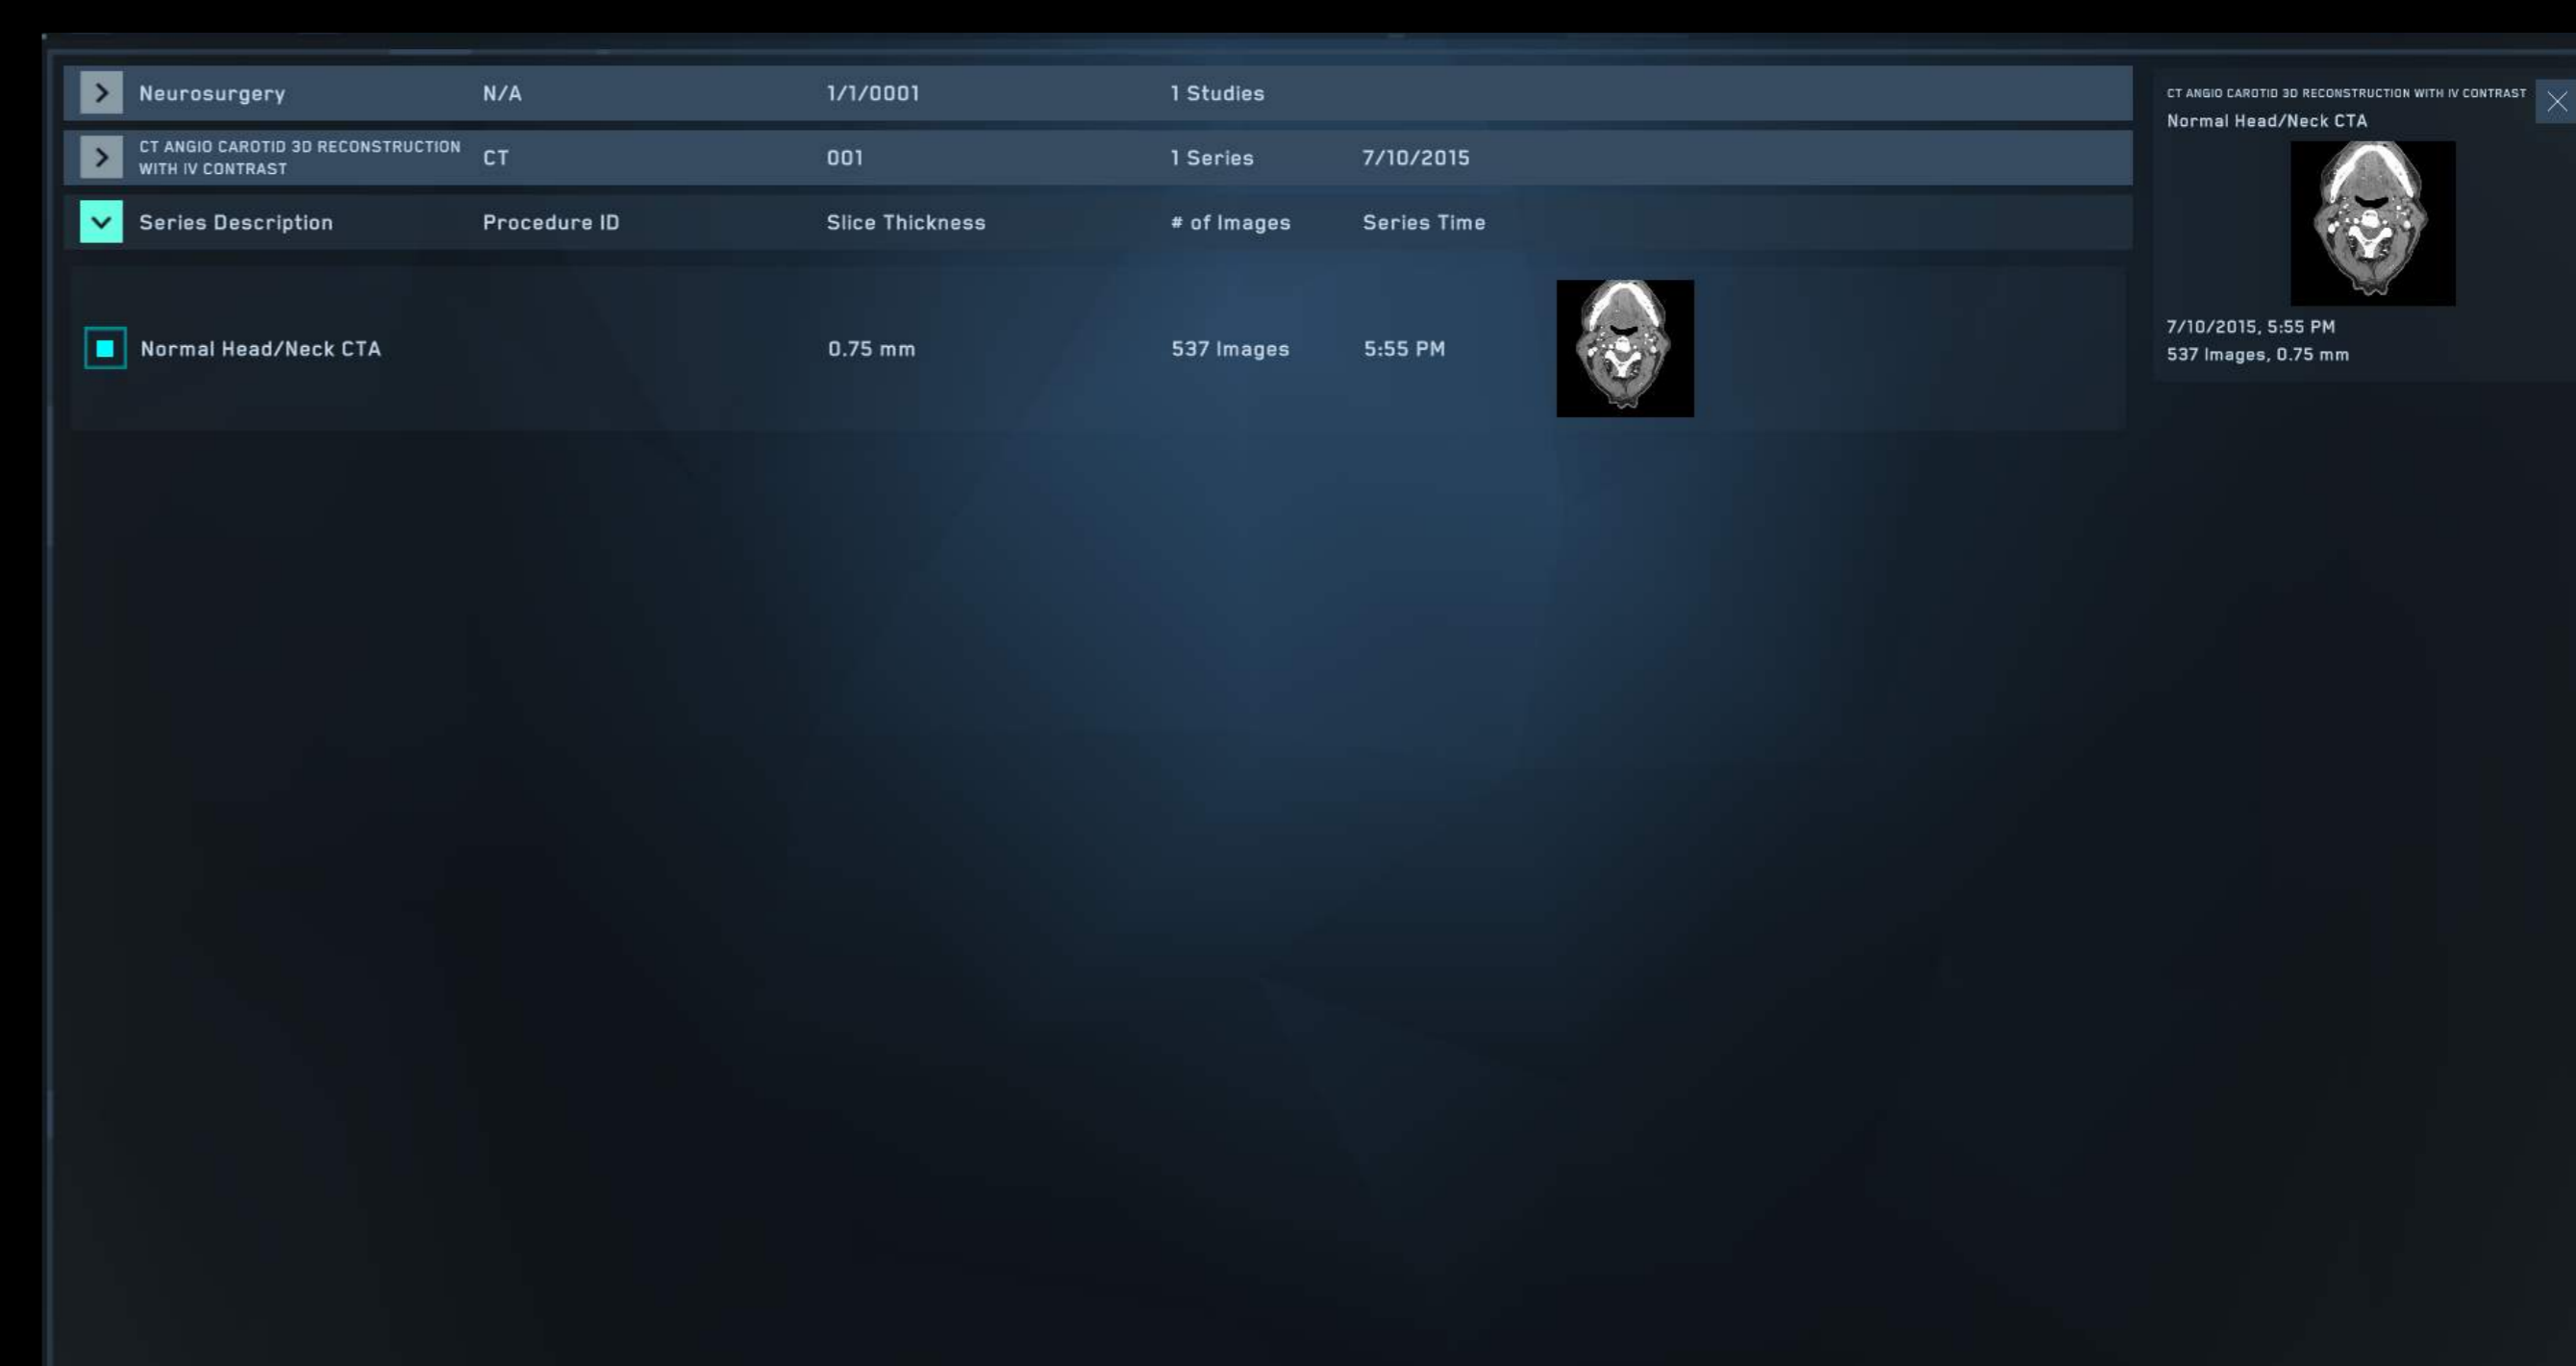 Neurosurgery N/A 1/1/0001 1 Studies
CT ANGIO CAROTID 3D RECONSTRUCTION
WITH IV CONTRAST
CT 001 1 Series 7/10/2015
Series Description Procedure ID Slice Thickness # of Images Series Time
Normal Head/Neck CTA 0.75 mm 537 Images 5:55 PM
CT ANGIO CAROTID 3D RECONSTRUCTION WITH IV CONTRAST
Normal Head/Neck CTA
7/10/2015, 5:55 PM
537 Images, 0.75 mm